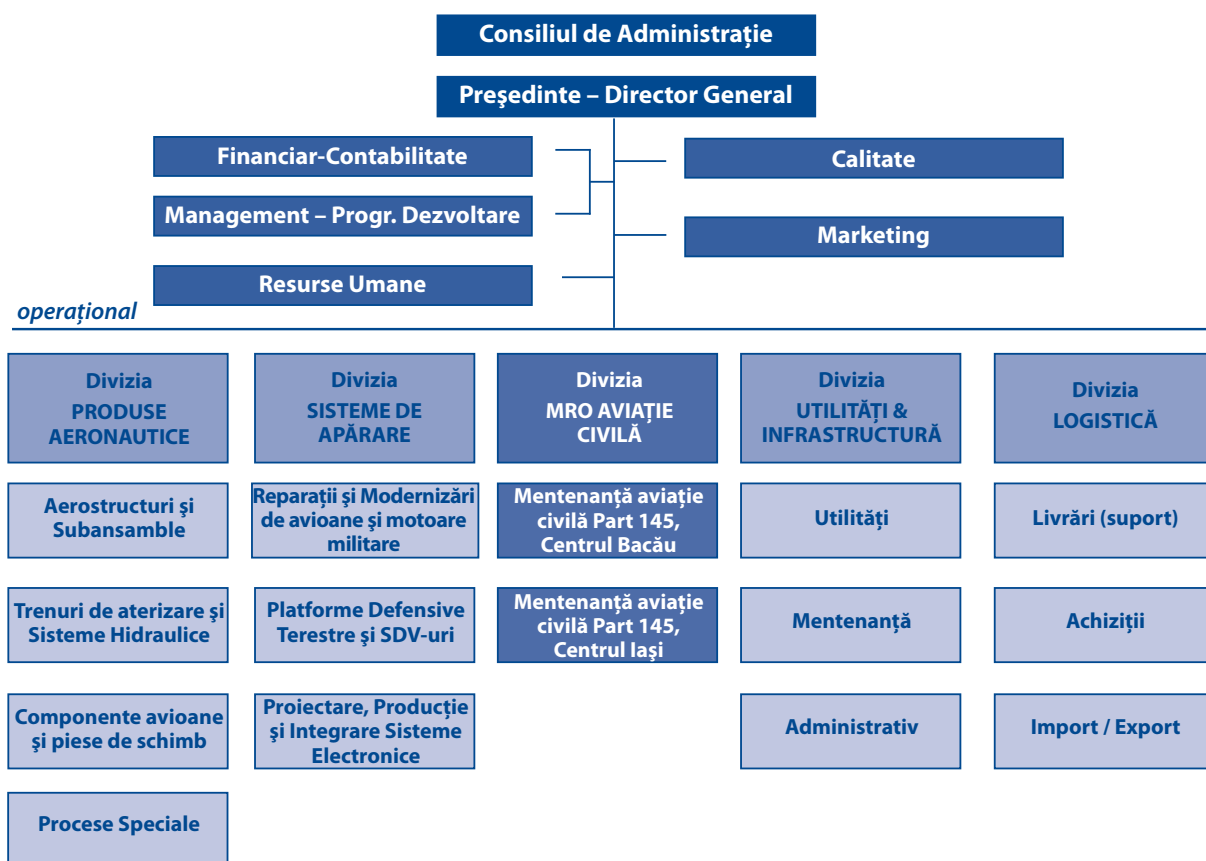 Consiliul de Administrație
Preşedinte – Director General
Financiar-Contabilitate
Calitate
Management – Progr. Dezvoltare
Marketing
Resurse Umane
operațional
Divizia
PRODUSE
AERONAUTICE
Divizia
SISTEME DE
APĂRARE
Divizia
MRO AVIAȚIE
CIVILĂ
Divizia
UTILITĂȚI &
INFRASTRUCTURĂ
Divizia
LOGISTICĂ
Aerostructuri şi
Subansamble
Reparații şi Modernizări
de avioane şi motoare
militare
Mentenanță aviație
civilă Part 145,
Centrul Bacău
Utilități
Livrări (suport)
Trenuri de aterizare şi
Sisteme Hidraulice
Platforme Defensive
Terestre şi SDV-uri
Mentenanță aviație
civilă Part 145,
Centrul Iaşi
Mentenanță
Achiziții
Componente avioane
şi piese de schimb
Proiectare, Producție
şi Integrare Sisteme
Electronice
Administrativ
Import / Export
Procese Speciale